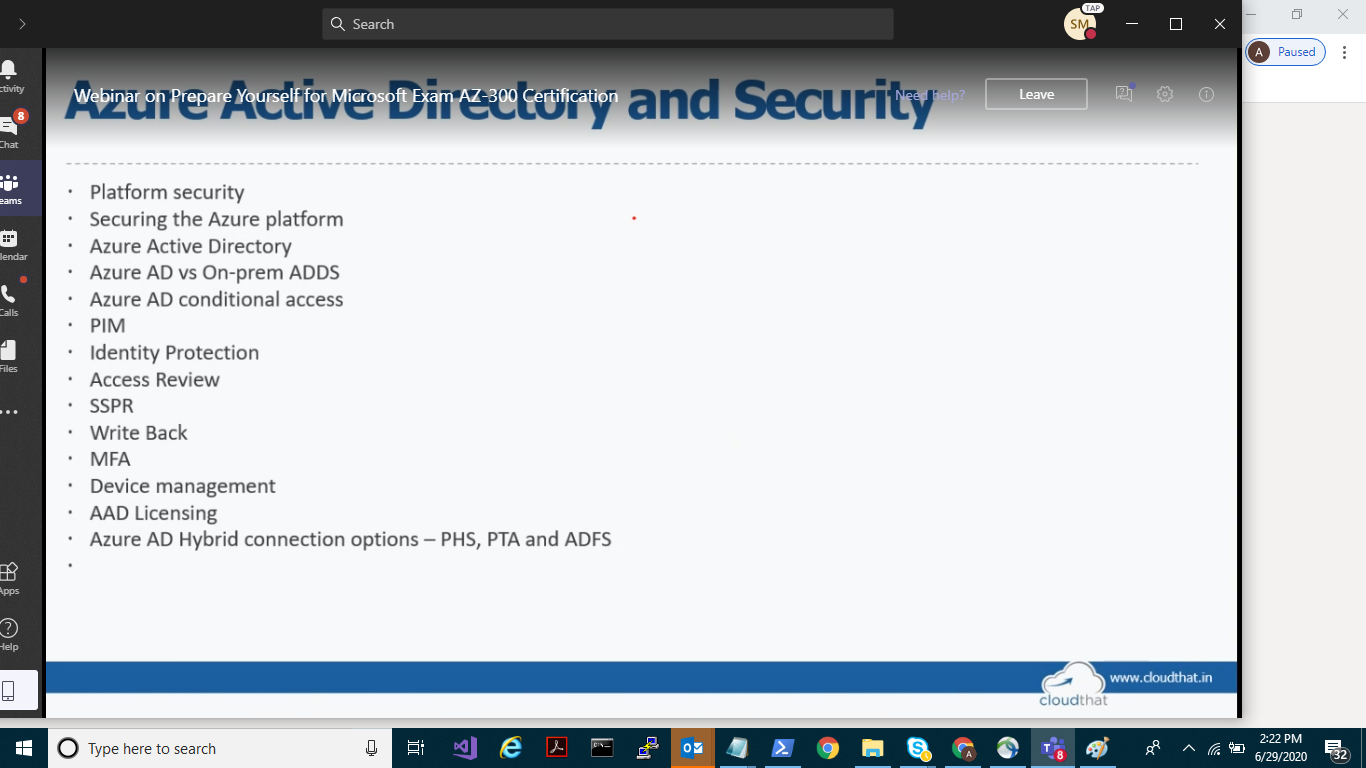 Search
TAP
SM
A Paused
Azure Active Directory and Security
Webinar on Prepare Yourself for Microsoft Exam AZ-300 Certification
Need help?
Leave
ctivity
8
Chat
eams
lendar
Calls
Files
Apps
Help
· Platform security
· Securing the Azure platform
· Azure Active Directory
· Azure AD vs On-prem ADDS
· Azure AD conditional access
· PIM
· Identity Protection
· Access Review
· SSPR
· Write Back
· MFA
· Device management
· AAD Licensing
· Azure AD Hybrid connection options – PHS, PTA and ADFS
·
cloudthat
www.cloudthat.in
Type here to search
8
2:22 PM
6/29/2020
32